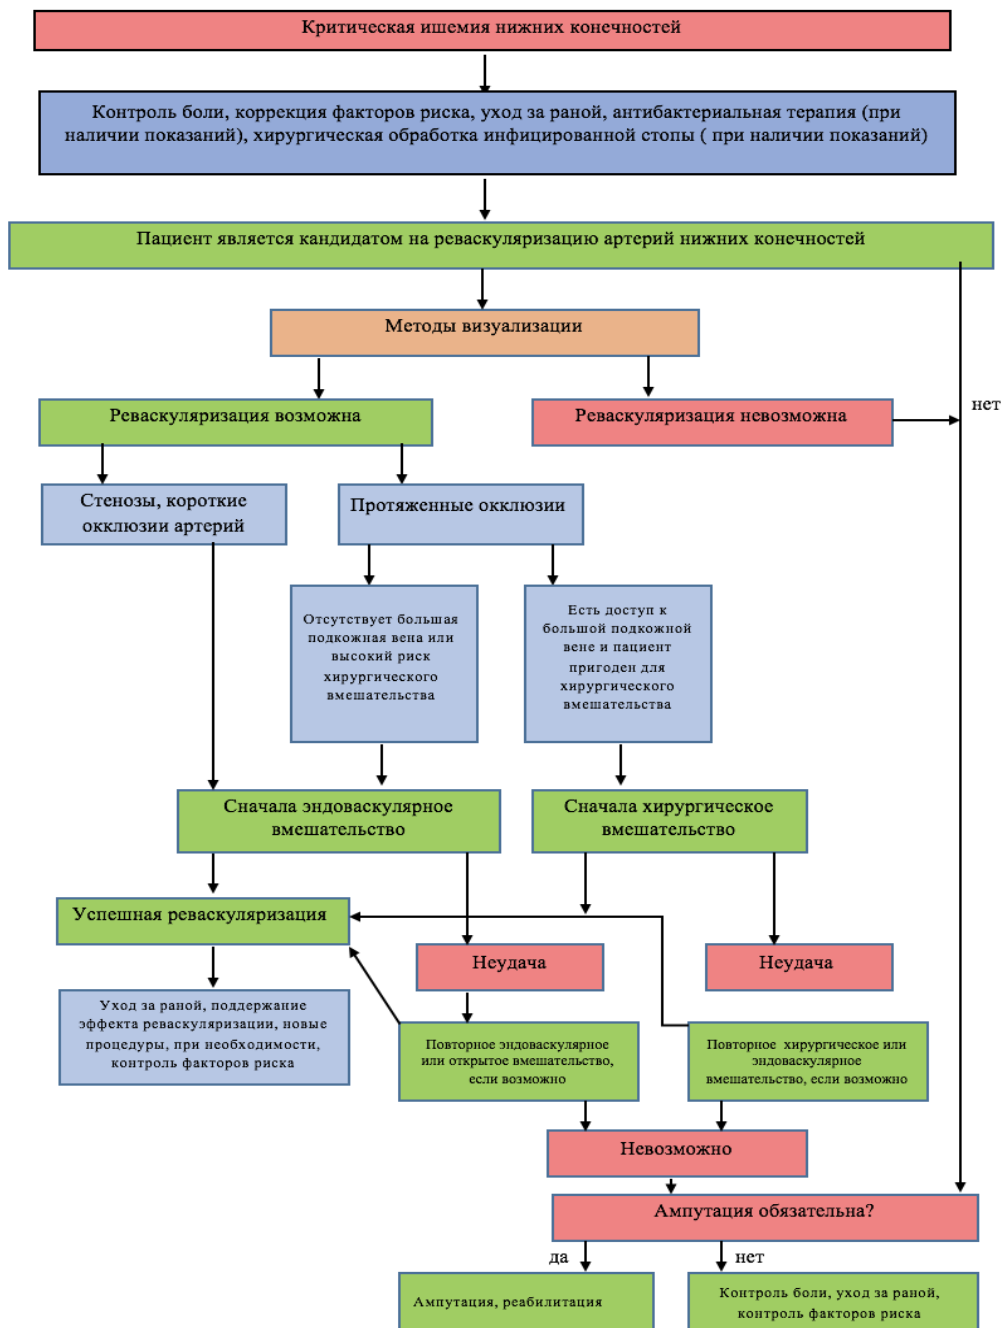 Критическая ишемия нижних конечностей
Контроль боли, коррекция факторов риска, уход за раной, антибактериальная терапия (при
наличии показаний), хирургическая обработка инфицированной стопы ( при наличии показаний)
Пациент является кандидатом на реваскуляризацию артерий нижних конечностей
Методы визуализации
нет
Реваскуляризация возможна
Реваскуляризация невозможна
Стенозы, короткие
окклюзии артерий
Протяженные окклюзии
Отсутствует большая
подкожная вена или
высокий риск
хирургического
вмешательства
Есть доступ к
большой подкожной
вене и пациент
пригоден для
хирургического
вмешательства
Сначала эндоваскулярное
вмешательство
Сначала хирургическое
вмешательство
Успешная реваскуляризация
Неудача
Неудача
Уход за раной, поддержание
эффекта реваскуляризации, новые
процедуры, при необходимости,
контроль факторов риска
Повторное эндоваскулярное
или открытое вмешательство,
если возможно
Повторное хирургическое или
эндоваскулярное
вмешательство, если возможно
Невозможно
Ампутация обязательна?
да
нет
Ампутация, реабилитация
Контроль боли, уход за раной,
контроль факторов риска